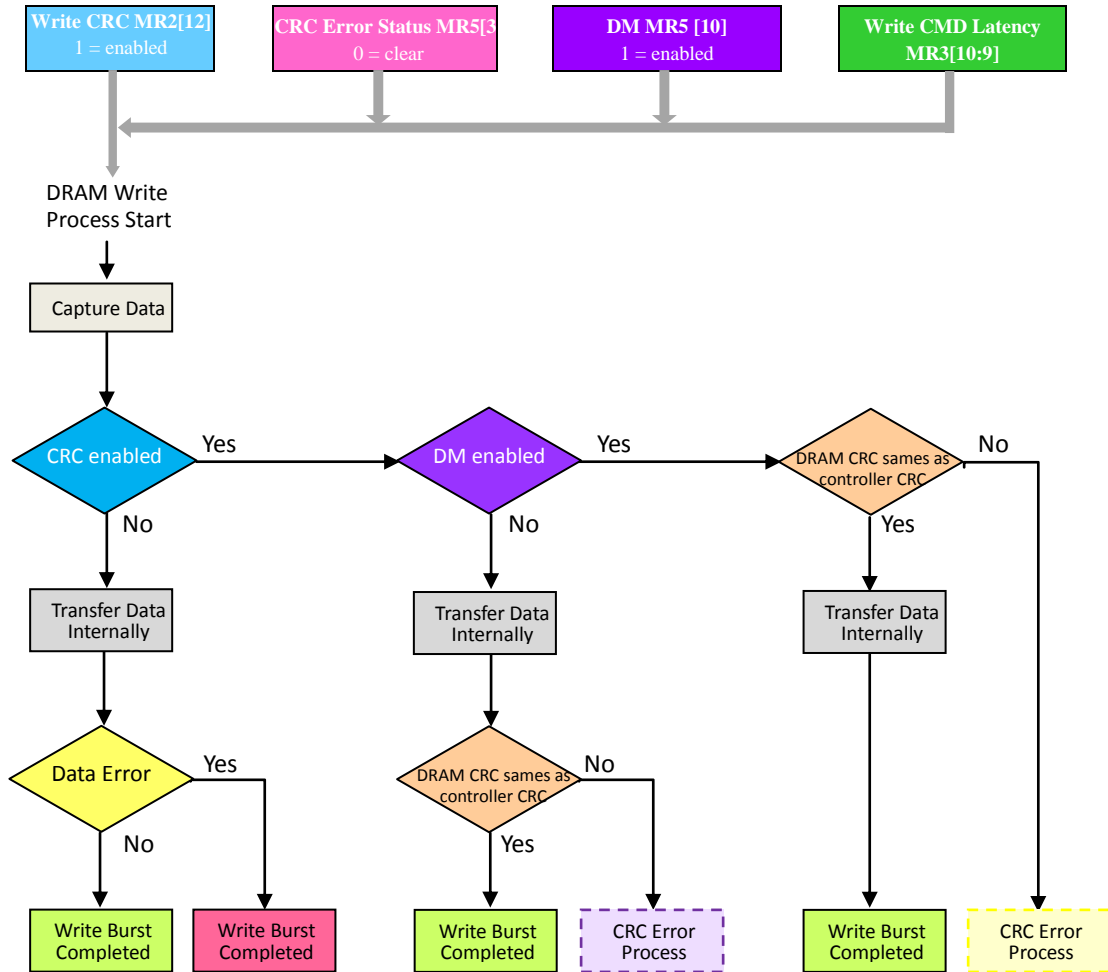 Write CRC MR2[12]
1 = enabled
CRC Error Status MR5[3
0 = clear
DM MR5 [10]
1 = enabled
Write CMD Latency
MR3[10:9]
DRAM Write
Process Start
Capture Data
CRC enabled
Yes
DM enabled
Yes
DRAM CRC sames as
controller CRC
No
No
No
Yes
Transfer Data
Internally
Transfer Data
Internally
Transfer Data
Internally
Data Error
Yes
DRAM CRC sames as
controller CRC
No
No
Yes
Write Burst
Completed
Write Burst
Completed
Write Burst
Completed
CRC Error
Process
Write Burst
Completed
CRC Error
Process